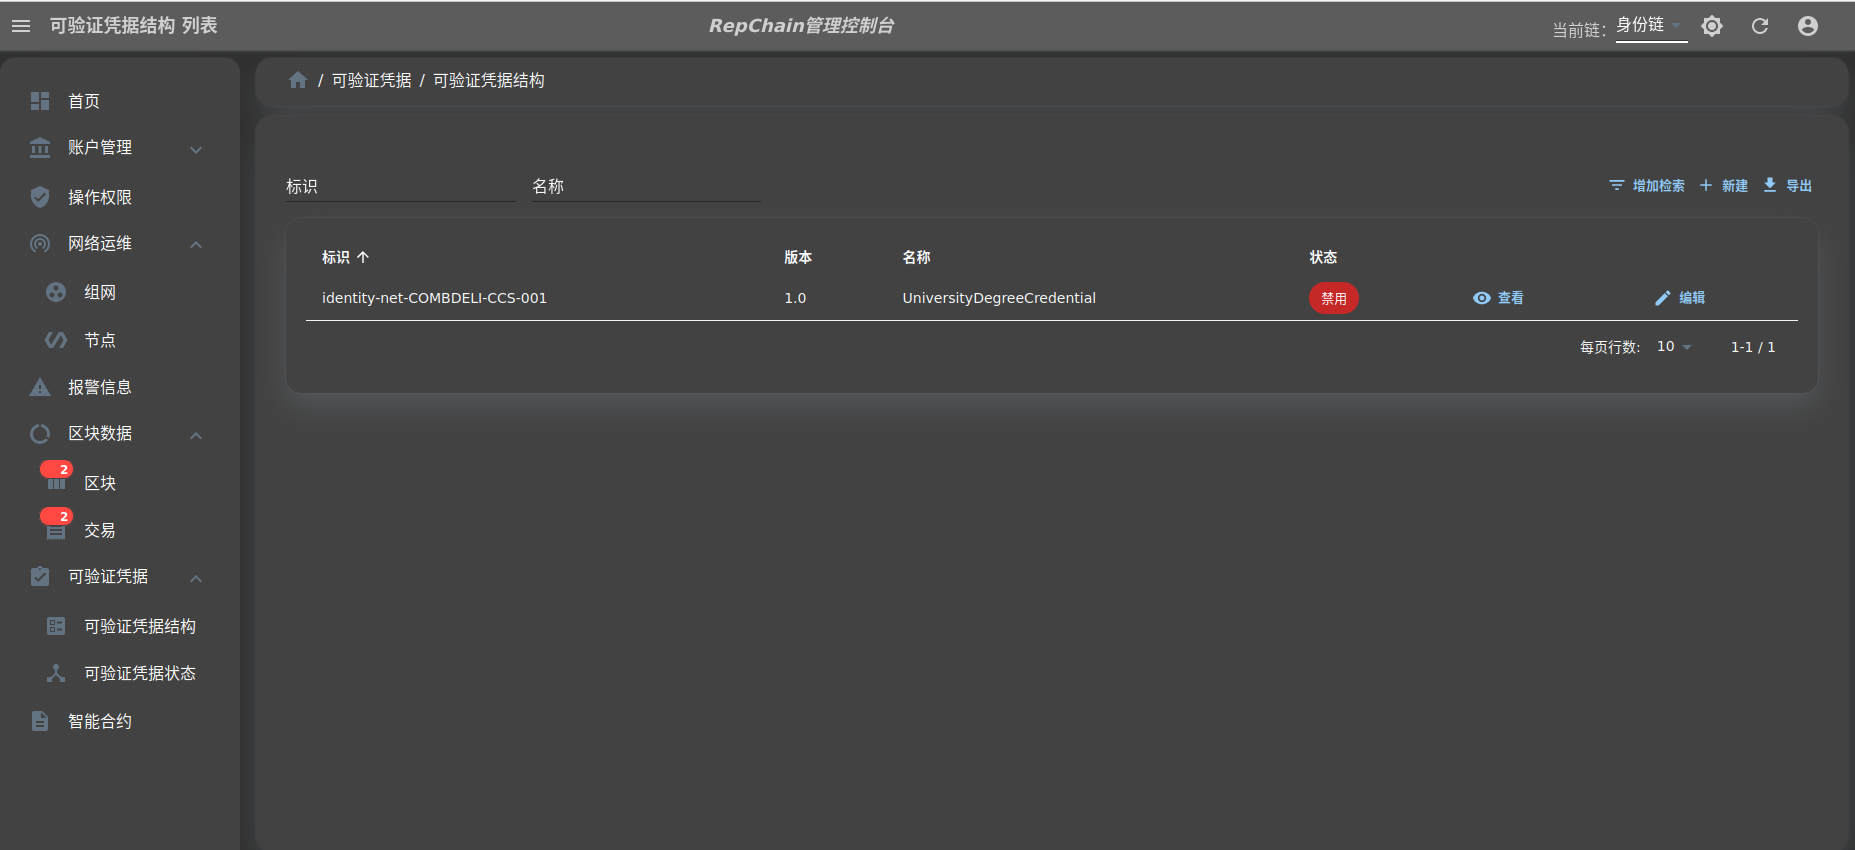 可验证凭据结构 列表
RepChain管理控制台
当前链: 身份链
首页
账户管理
操作权限
网络运维
组网
节点
报警信息
区块数据
2
区块
2
交易
可验证凭据
可验证凭据结构
可验证凭据状态
智能合约
/ 可验证凭据 / 可验证凭据结构
标识 名称 增加检索 新建 导出
标识 版本 名称 状态
identity-net-COMBDELI-CCS-001 1.0 UniversityDegreeCredential 禁用 查看 编辑
每页行数: 10 1-1 / 1